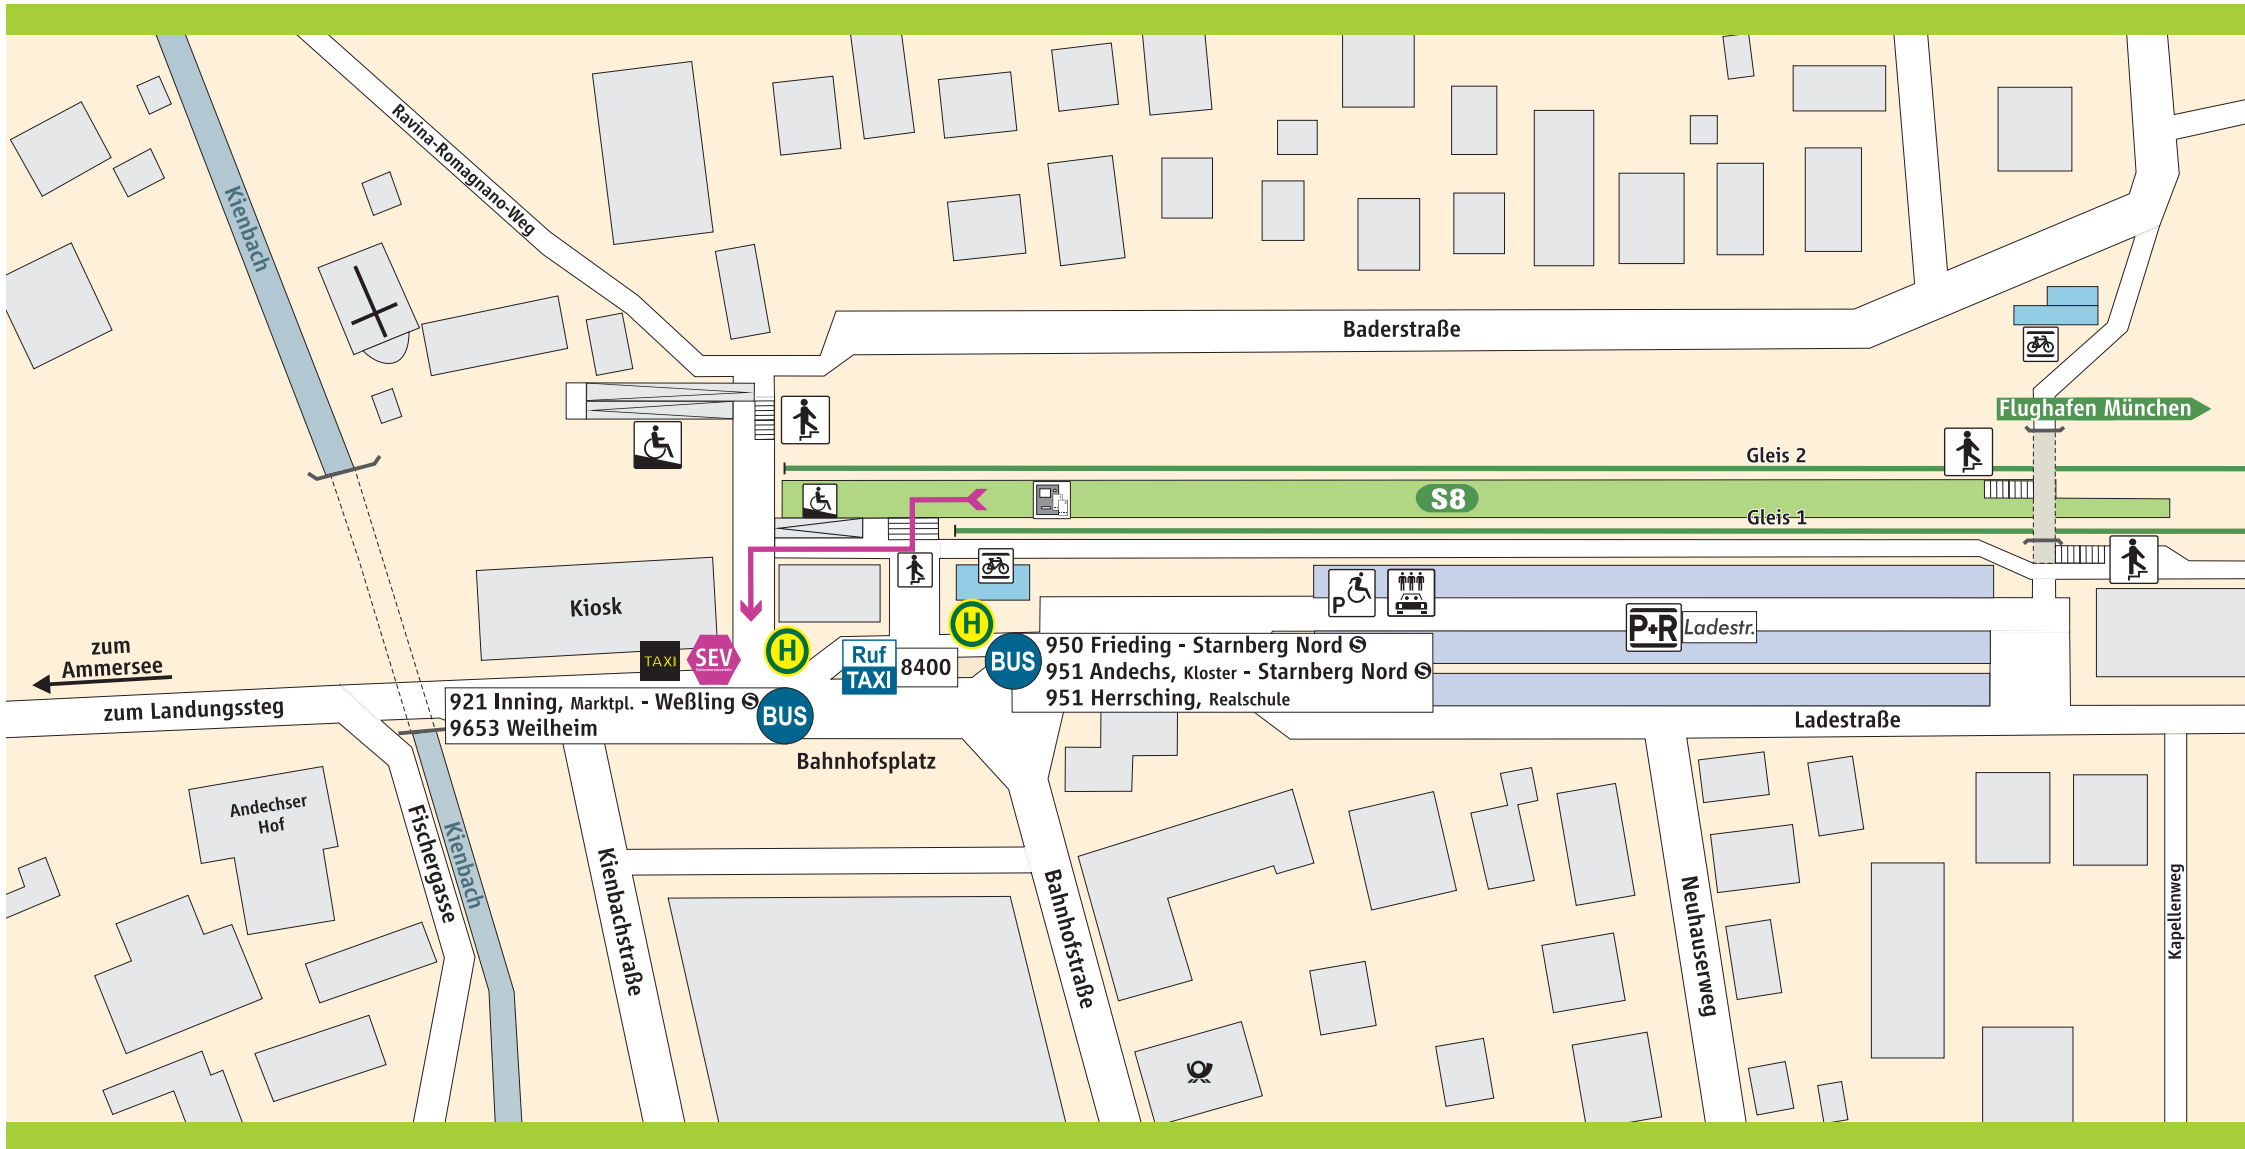 Ravina-Romagnano-Weg
Kienbach
Baderstraße
Flughafen München
Gleis 2
S8
Gleis 1
Kiosk
P
P+R Ladestr.
zum
Ammersee
TAXI
SEV
H
H
Ruf
TAXI
8400
BUS
950 Frieding - Starnberg Nord S
951 Andechs, Kloster - Starnberg Nord S
951 Herrsching, Realschule
zum Landungssteg
921 Inning, Marktpl. - Weßling S
9653 Weilheim
BUS
Ladestraße
Bahnhofsplatz
Andechser
Hof
Fischergasse
Kienbach
Kienbachstraße
Bahnhofstraße
Neuhauserweg
Kapellenweg